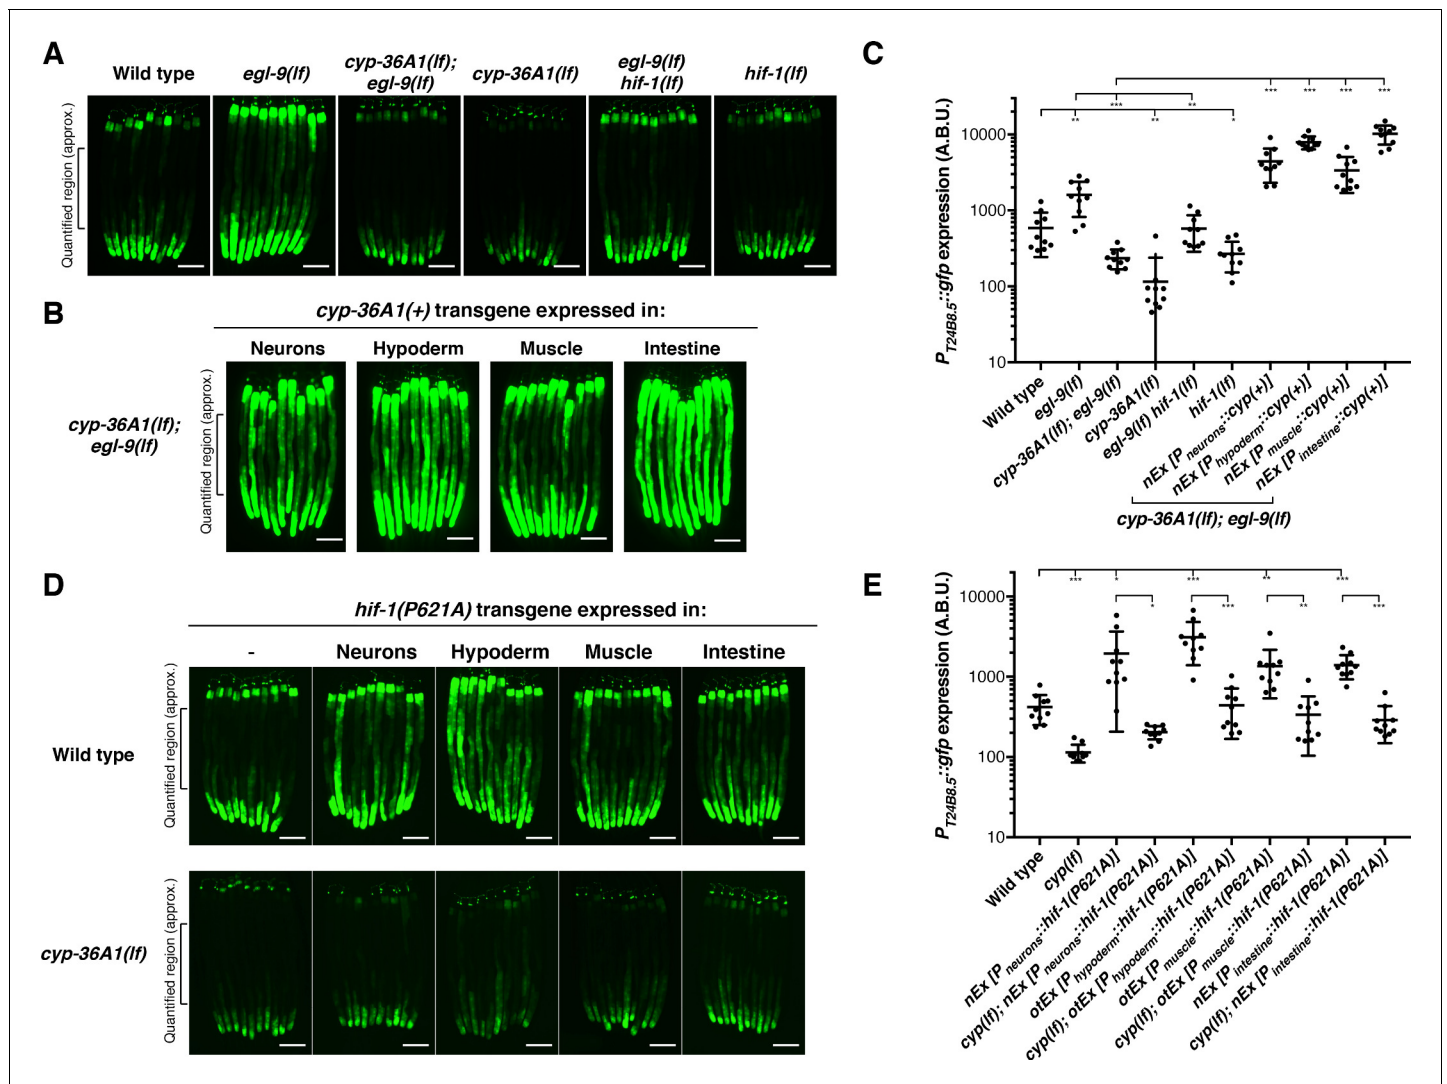 A
Wild type
egl-9(lf)
cyp-36A1(lf);
egl-9(lf)
cyp-36A1(lf)
egl-9(lf)
hif-1(lf)
hif-1(lf)
Quantified region (approx.)
B
cyp-36A1(+) transgene expressed in:
Neurons
Hypoderm
Muscle
Intestine
cyp-36A1(lf);
egl-9(lf)
Quantified region (approx.)
C
P T24B8.5::gfp expression (A.B.U.)
10000
1000
100
10
***
***
***
***
***
**
**
**
*
Wild type
egl-9(lf)
cyp-36A1(lf); egl-9(lf)
cyp-36A1(lf)
egl-9(lf) hif-1(lf)
hif-1(lf)
nEx [P neurons::cyp(+)]
nEx [P hypoderm::cyp(+)]
nEx [P muscle::cyp(+)]
nEx [P intestine::cyp(+)]
cyp-36A1(lf); egl-9(lf)
D
hif-1(P621A) transgene expressed in:
-
Neurons
Hypoderm
Muscle
Intestine
Wild type
Quantified region (approx.)
cyp-36A1(lf)
Quantified region (approx.)
E
P T24B8.5::gfp expression (A.B.U.)
10000
1000
100
10
***
*
***
**
***
*
***
**
***
Wild type
cyp(lf)
nEx [P neurons::hif-1(P621A)]
cyp(lf); nEx [P neurons::hif-1(P621A)]
otEx [P hypoderm::hif-1(P621A)]
cyp(lf); otEx [P hypoderm::hif-1(P621A)]
otEx [P muscle::hif-1(P621A)]
cyp(lf); otEx [P muscle::hif-1(P621A)]
nEx [P intestine::hif-1(P621A)]
cyp(lf); nEx [P intestine::hif-1(P621A)]